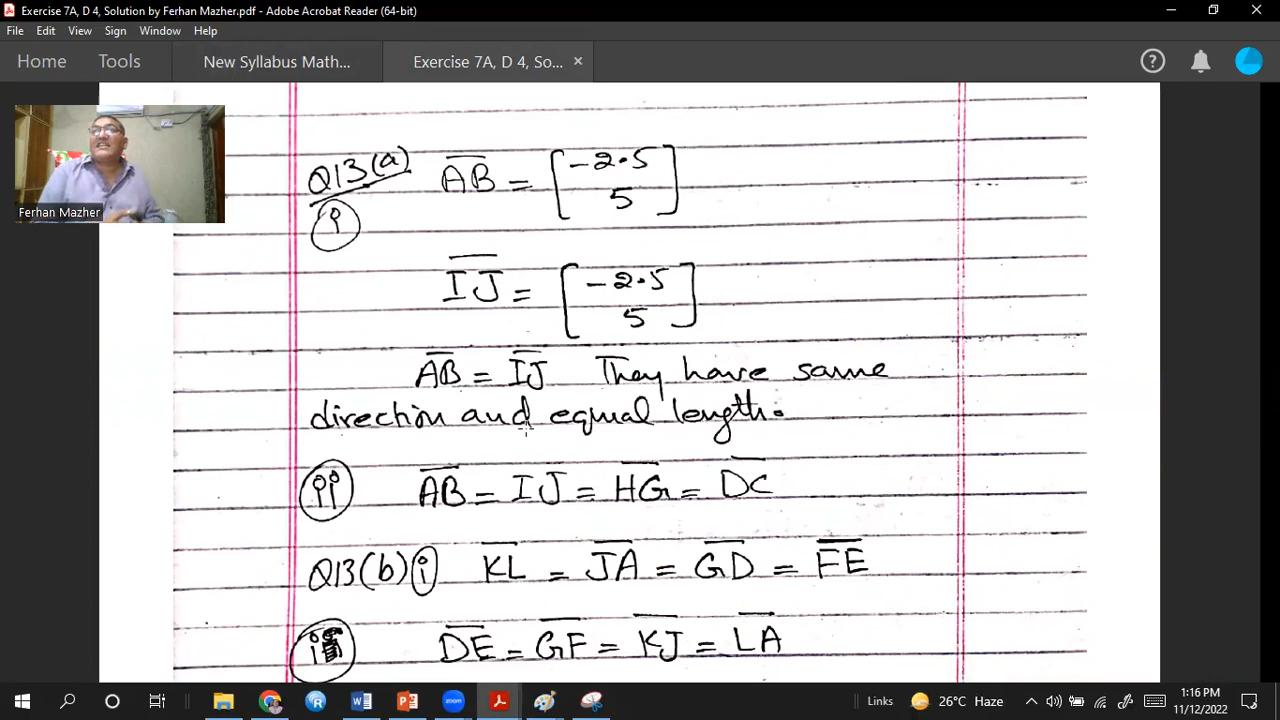 Exercise 7A, D 4, Solution by Ferhan Mazher.pdf - Adobe Acrobat Reader (64-bit)
File Edit View Sign Window Help
Home Tools New Syllabus Math... Exercise 7A, D 4, So...
Ferhan Mazher
Q13(a) AB = [-2.5
5]
i
IJ = [-2.5
5]
AB = IJ They have same
direction and equal length.
ii AB = IJ = HG = DC
Q13(b) i KL = JA = GD = FE
DE = GF = KJ = LA
Links 26°C Haze 1:16 PM
11/12/2022